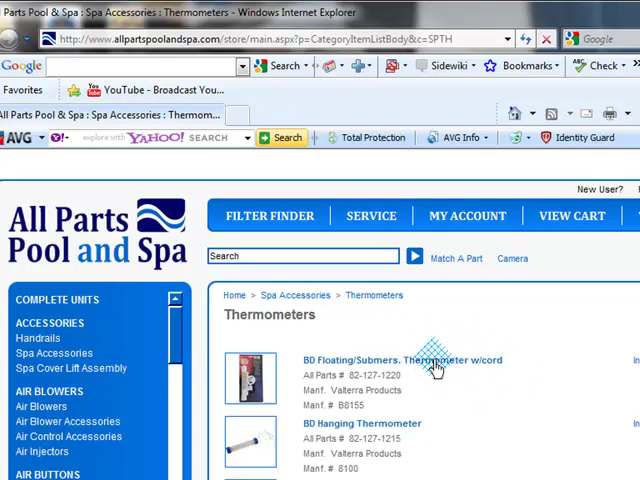 l Parts Pool & Spa : Spa Accessories : Thermometers - Windows Internet Explorer
http://www.allpartspoolandspa.com/store/main.aspx?p=CategoryItemListBody&c=SPTH
Google
Google Search Sidewiki Bookmarks Check
Favorites YouTube - Broadcast You...
All Parts Pool & Spa : Spa Accessories : Thermom...
AVG Y! explore with YAHOO! SEARCH Search Total Protection AVG Info Identity Guard
New User?
All Parts
Pool and Spa
FILTER FINDER SERVICE MY ACCOUNT VIEW CART
Search Match A Part Camera
COMPLETE UNITS
ACCESSORIES
Handrails
Spa Accessories
Spa Cover Lift Assembly
AIR BLOWERS
Air Blowers
Air Blower Accessories
Air Control Accessories
Air Injectors
AIR BUTTONS
Home > Spa Accessories > Thermometers
Thermometers
BD Floating/Submers. Thermometer w/cord
All Parts # 82-127-1220
Manf. Valterra Products
Manf. # B8155
BD Hanging Thermometer
All Parts # 82-127-1215
Manf. Valterra Products
Manf. # 8100